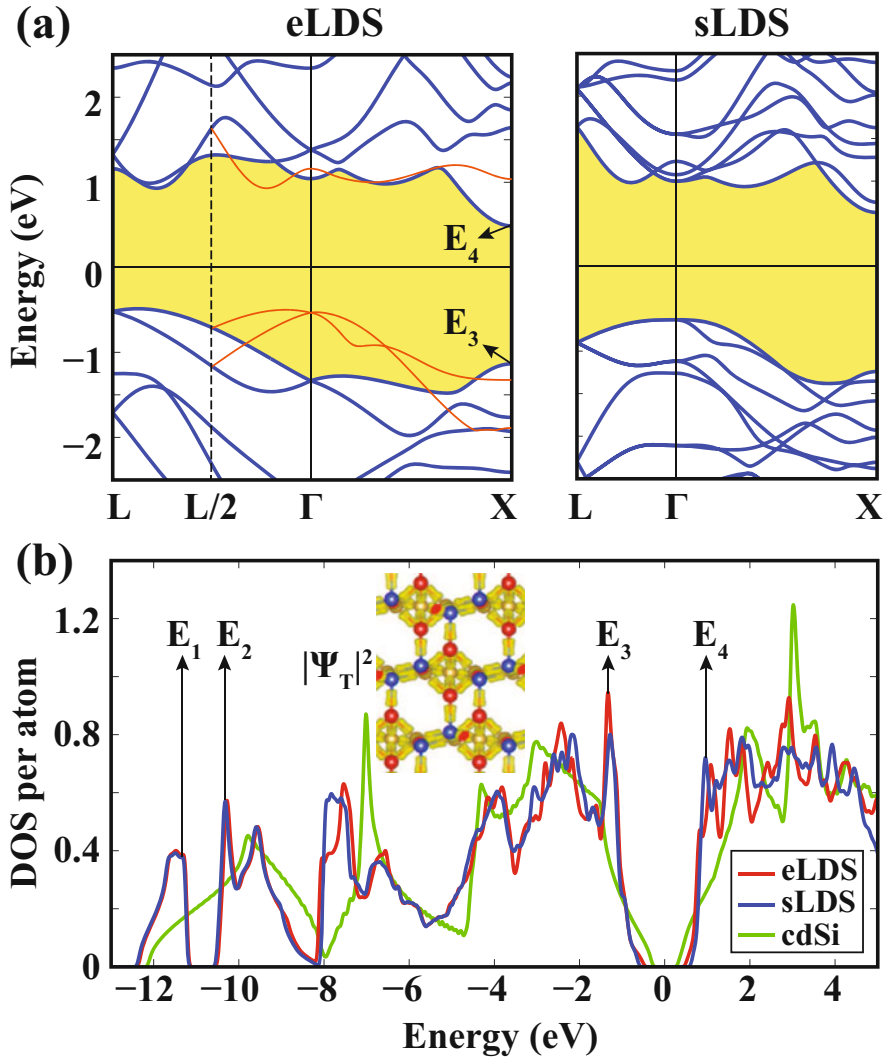 (a)
eLDS
sLDS
Energy (eV)
2
1
0
−1
−2
E4
E3
L
L/2
Γ
X
L
Γ
X
(b)
DOS per atom
1.2
0.8
0.4
0
E1
E2
|ΨT|2
E3
E4
eLDS
sLDS
cdSi
−12
−10
−8
−6
−4
−2
0
2
4
Energy (eV)